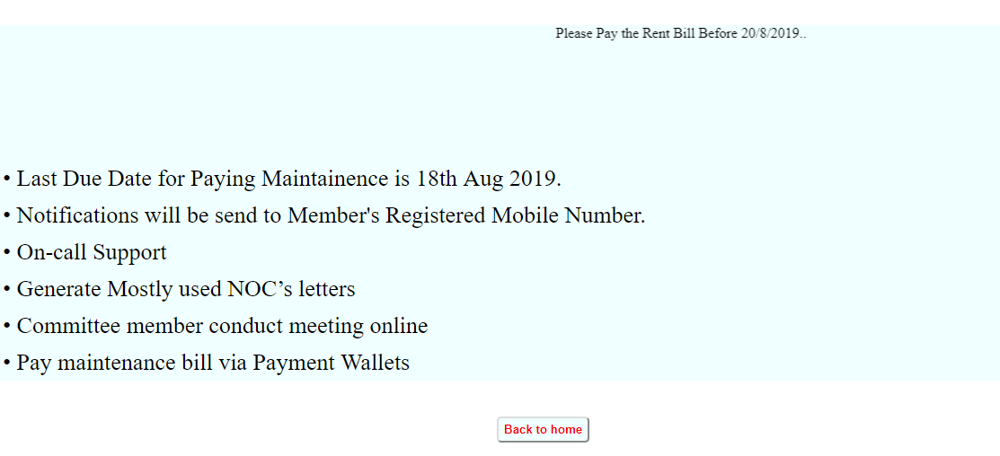 Please Pay the Rent Bill Before 20/8/2019..
• Last Due Date for Paying Maintainence is 18th Aug 2019.
• Notifications will be send to Member's Registered Mobile Number.
• On-call Support
• Generate Mostly used NOC’s letters
• Committee member conduct meeting online
• Pay maintenance bill via Payment Wallets
Back to home